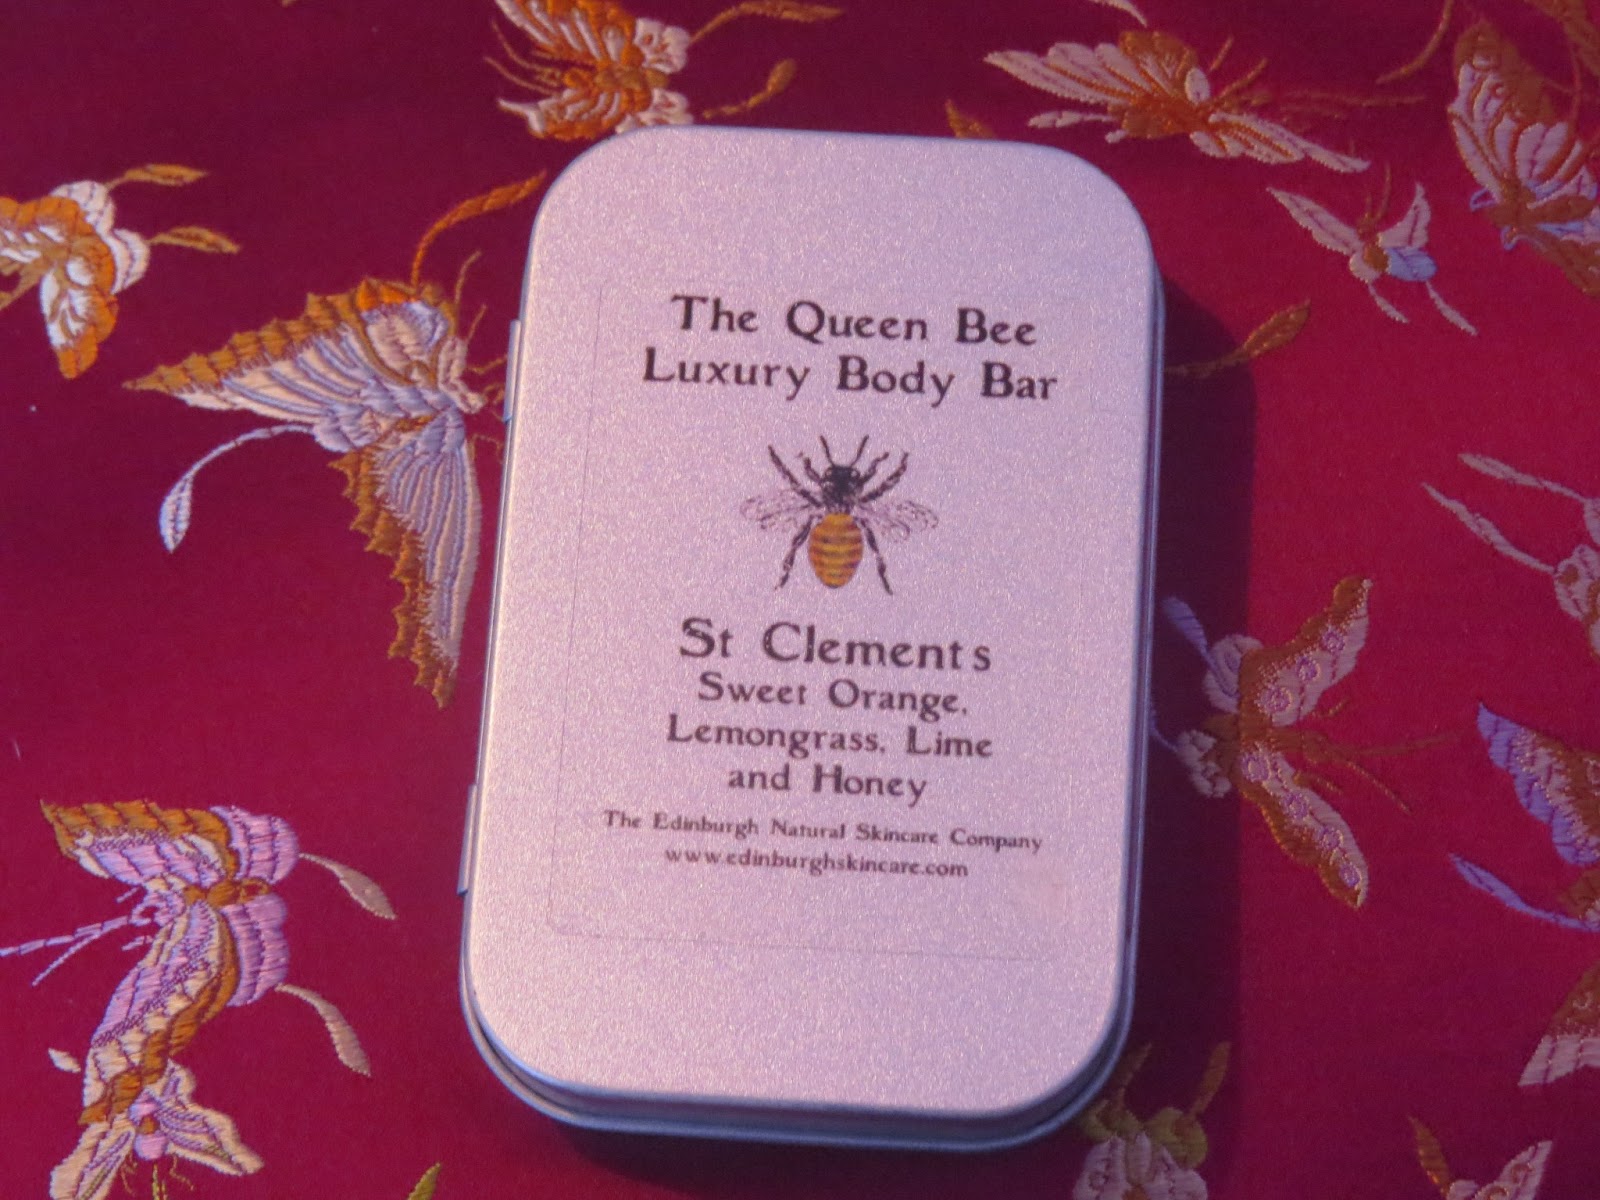 The Queen Bee
Luxury Body Bar
St Clements
Sweet Orange,
Lemongrass, Lime
and Honey
The Edinburgh Natural Skincare Company
www.edinburghskincare.com